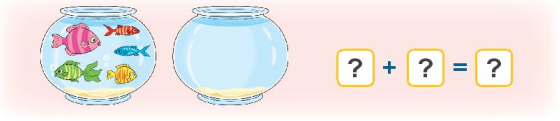 ? + ? = ?